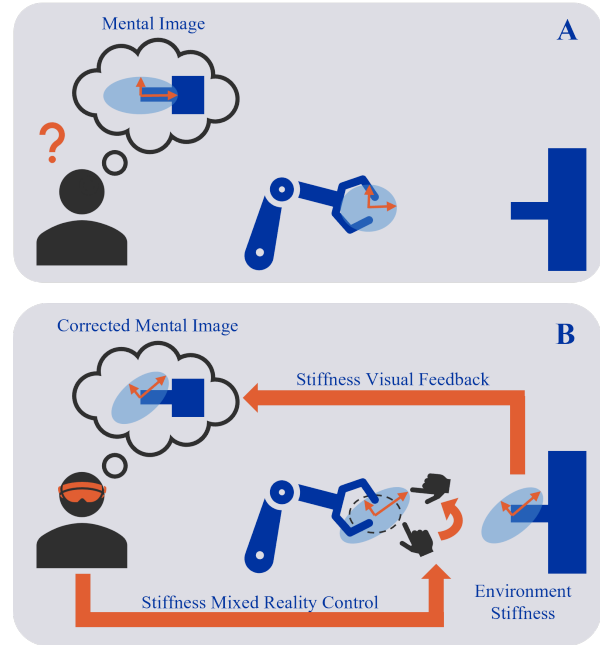 Mental Image
A
?
Corrected Mental Image
B
Stiffness Visual Feedback
Stiffness Mixed Reality Control
Environment
Stiffness